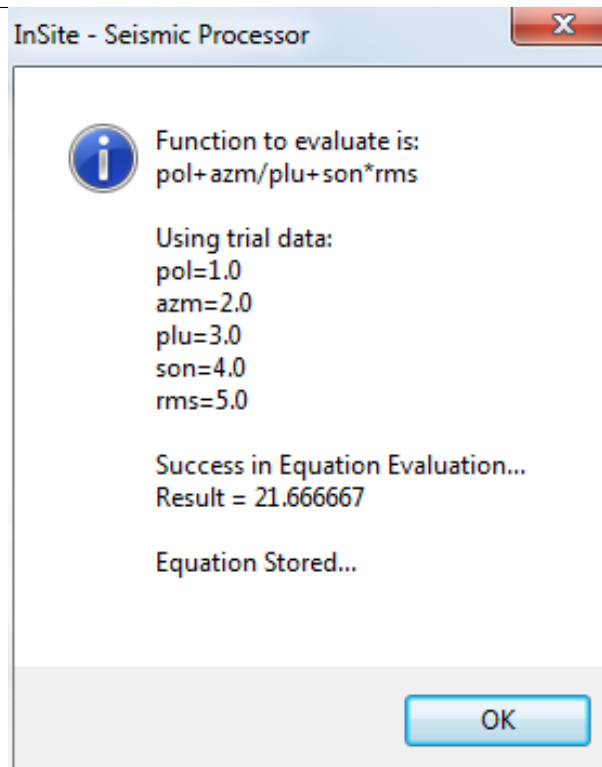 InSite - Seismic Processor
Function to evaluate is:
pol+azm/plu+son*rms
Using trial data:
pol=1.0
azm=2.0
plu=3.0
son=4.0
rms=5.0
Success in Equation Evaluation...
Result = 21.666667
Equation Stored...
OK